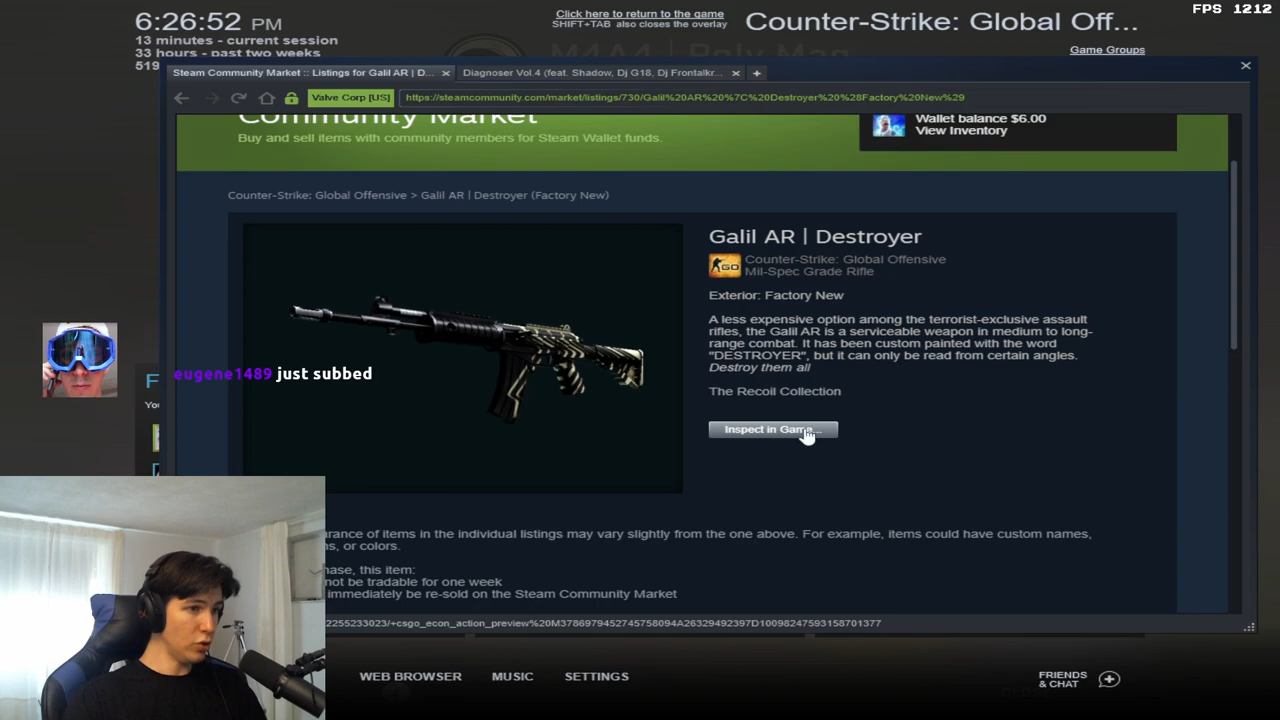 6:26:52 PM
13 minutes - current session
33 hours - past two weeks
519
Click here to return to the game
SHIFT+TAB also closes the overlay
Counter-Strike: Global Off...
FPS 1212
Game Groups
Steam Community Market :: Listings for Galil AR | D...
Diagnoser Vol.4 (feat. Shadow, Dj G18, Dj Frontalkr...
Valve Corp [US]
https://steamcommunity.com/market/listings/730/Galil%20AR%20%7C%20Destroyer%20%28Factory%20New%29
Community Market
Buy and sell items with community members for Steam Wallet funds.
Wallet balance $6.00
View Inventory
Counter-Strike: Global Offensive > Galil AR | Destroyer (Factory New)
Galil AR | Destroyer
GO
Counter-Strike: Global Offensive
Mil-Spec Grade Rifle
Exterior: Factory New
A less expensive option among the terrorist-exclusive assault
rifles, the Galil AR is a serviceable weapon in medium to long-
range combat. It has been custom painted with the word
"DESTROYER", but it can only be read from certain angles.
Destroy them all
The Recoil Collection
Inspect in Game...
eugene1489 just subbed
F
You
rance of items in the individual listings may vary slightly from the one above. For example, items could have custom names,
s, or colors.
hase, this item:
not be tradable for one week
immediately be re-sold on the Steam Community Market
2255233023/+csgo_econ_action_preview%20M3786979452745758094A26329492397D10098247593158701377
WEB BROWSER
MUSIC
SETTINGS
FRIENDS
& CHAT